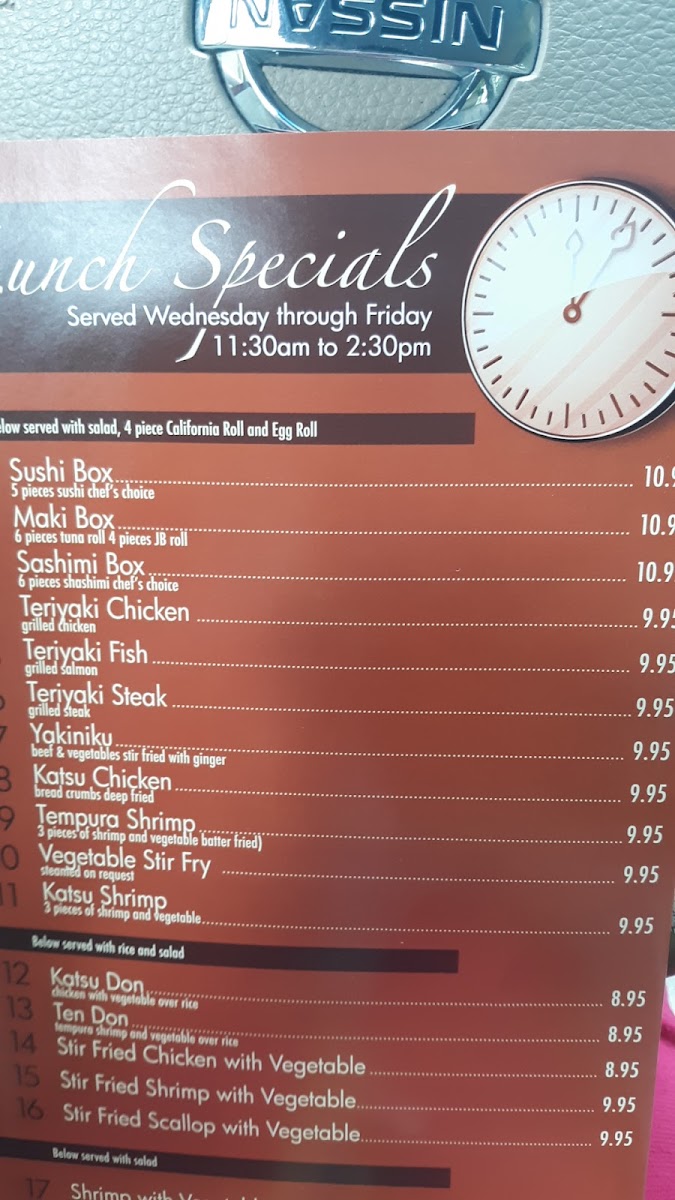 NISSAN
Lunch Specials
Served Wednesday through Friday
11:30am to 2:30pm
elow served with salad, 4 piece California Roll and Egg Roll
Sushi Box 10.9
5 pieces sushi chef's choice
Maki Box 10.9
6 pieces tuna roll 4 pieces JB roll
Sashimi Box 10.9
6 pieces shashimi chef's choice
Teriyaki Chicken 9.95
grilled chicken
Teriyaki Fish 9.95
grilled salmon
Teriyaki Steak 9.95
grilled steak
7 Yakiniku 9.95
beef & vegetables stir fried with ginger
8 Katsu Chicken 9.95
bread crumbs deep fried
9 Tempura Shrimp 9.95
3 pieces of shrimp and vegetable batter fried)
0 Vegetable Stir Fry 9.95
steamed on request
11 Katsu Shrimp
3 pieces of shrimp and vegetable 9.95
Below served with rice and salad
12 Katsu Don 8.95
chicken with vegetable over rice
13 Ten Don 8.95
tempura shrimp and vegetable over rice
14 Stir Fried Chicken with Vegetable 8.95
15 Stir Fried Shrimp with Vegetable 9.95
16 Stir Fried Scallop with Vegetable 9.95
Below served with salad
17 Shrimp with